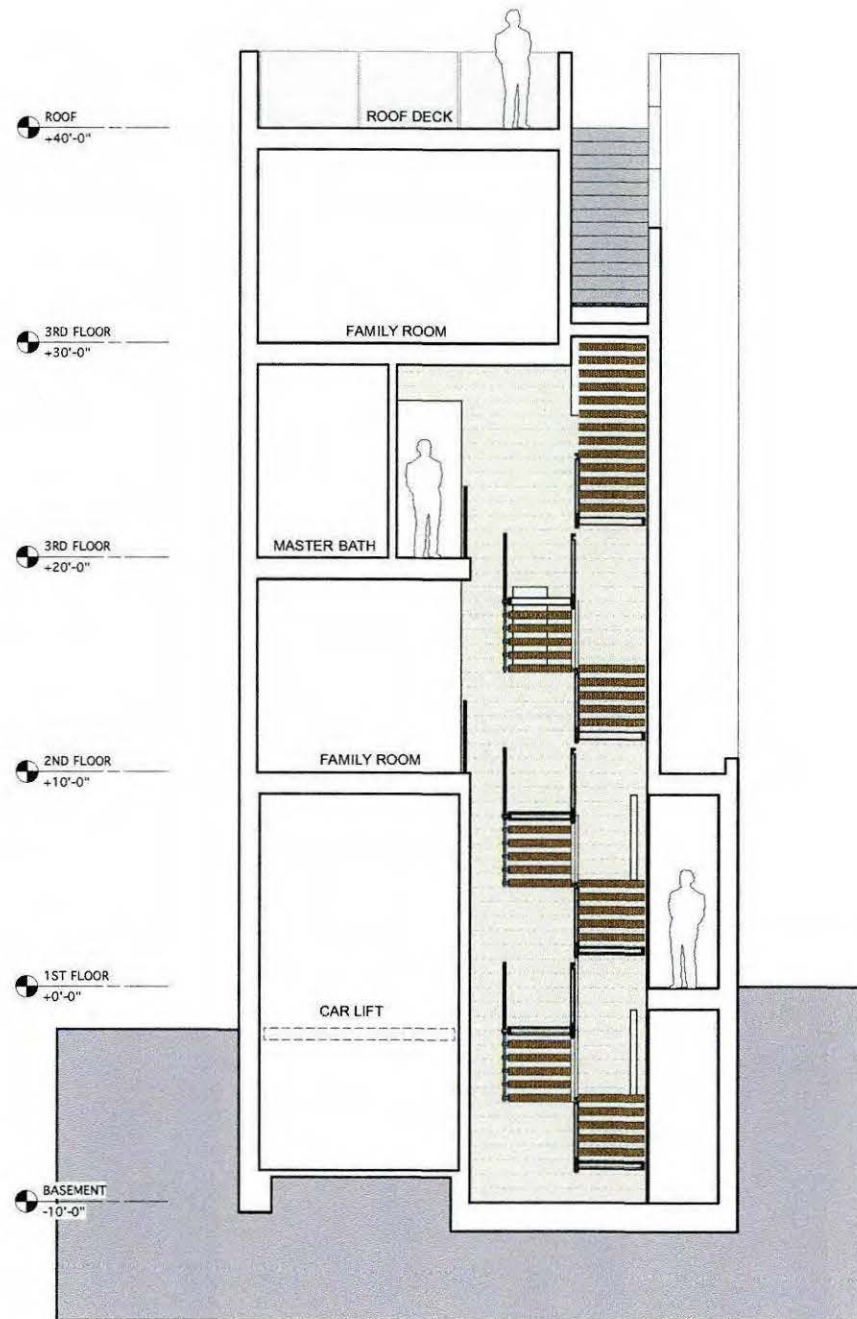 ROOF
+40'-0"
ROOF DECK
3RD FLOOR
+30'-0"
FAMILY ROOM
3RD FLOOR
+20'-0"
MASTER BATH
2ND FLOOR
+10'-0"
FAMILY ROOM
1ST FLOOR
+0'-0"
CAR LIFT
BASEMENT
-10'-0"